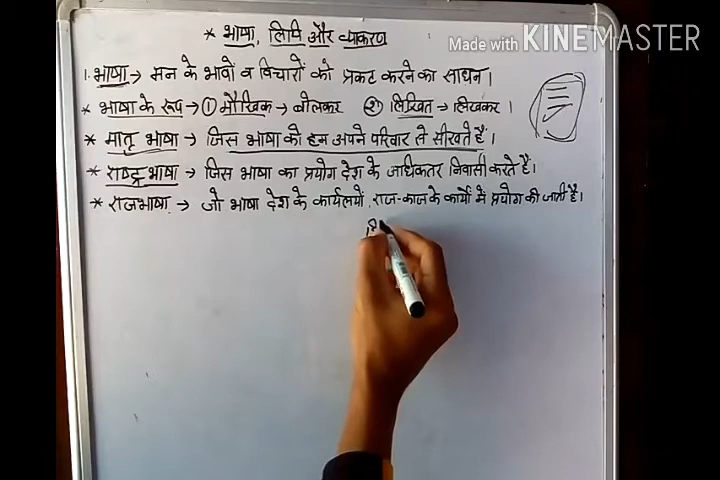 * भाषा, लिपि और व्याकरण
Made with KINEMASTER
1. भाषा → मन के भावों व विचारों को प्रकट करने का साधन।
* भाषा के रूप → ① मौखिक → बोलकर ② लिखित → लिखकर।
* मातृ भाषा → जिस भाषा को हम अपने परिवार से सीखते हैं।
* राष्ट्र भाषा → जिस भाषा का प्रयोग देश के अधिकतर निवासी करते हैं।
* राजभाषा → जो भाषा देश के कार्यलयों, राज-काज के कार्यो में प्रयोग की जाती है।